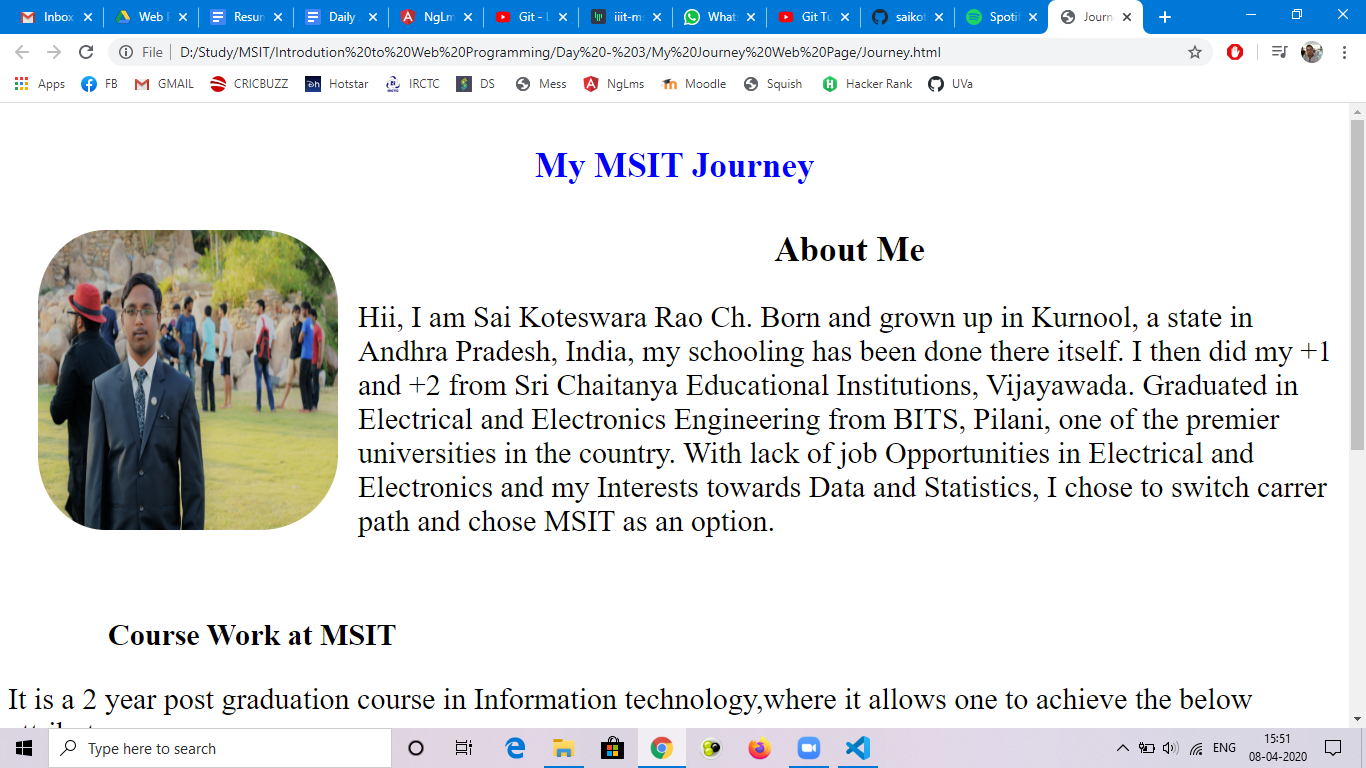 Inbox
Web
Resum
Daily
NgLm
Git - L
iiit-m
Whats
Git Tu
saikot
Spotif
Journ
File
D:/Study/MSIT/Introdution%20to%20Web%20Programming/Day%20-%203/My%20Journey%20Web%20Page/Journey.html
Apps
FB
GMAIL
CRICBUZZ
Hotstar
IRCTC
DS
Mess
NgLms
Moodle
Squish
Hacker Rank
UVa
My MSIT Journey
About Me
Hii, I am Sai Koteswara Rao Ch. Born and grown up in Kurnool, a state in
Andhra Pradesh, India, my schooling has been done there itself. I then did my +1
and +2 from Sri Chaitanya Educational Institutions, Vijayawada. Graduated in
Electrical and Electronics Engineering from BITS, Pilani, one of the premier
universities in the country. With lack of job Opportunities in Electrical and
Electronics and my Interests towards Data and Statistics, I chose to switch carrer
path and chose MSIT as an option.
Course Work at MSIT
It is a 2 year post graduation course in Information technology,where it allows one to achieve the below
Type here to search
ENG
15:51
08-04-2020